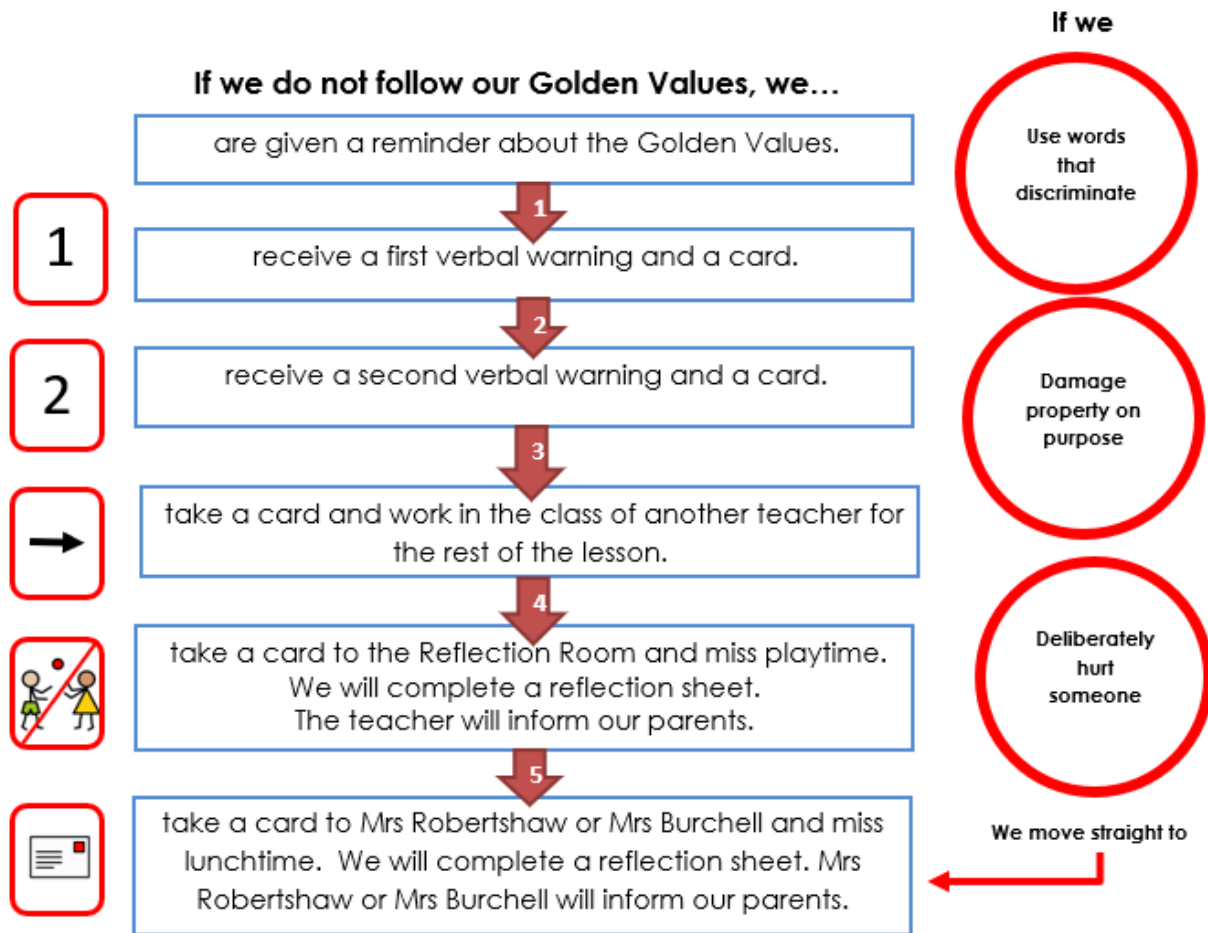 If we do not follow our Golden Values, we…
are given a reminder about the Golden Values.
1
1
receive a first verbal warning and a card.
2
2
receive a second verbal warning and a card.
3
take a card and work in the class of another teacher for
the rest of the lesson.
4
take a card to the Reflection Room and miss playtime.
We will complete a reflection sheet.
The teacher will inform our parents.
5
take a card to Mrs Robertshaw or Mrs Burchell and miss
lunchtime.  We will complete a reflection sheet. Mrs
Robertshaw or Mrs Burchell will inform our parents.
If we
Use words
that
discriminate
Damage
property on
purpose
Deliberately
hurt
someone
We move straight to